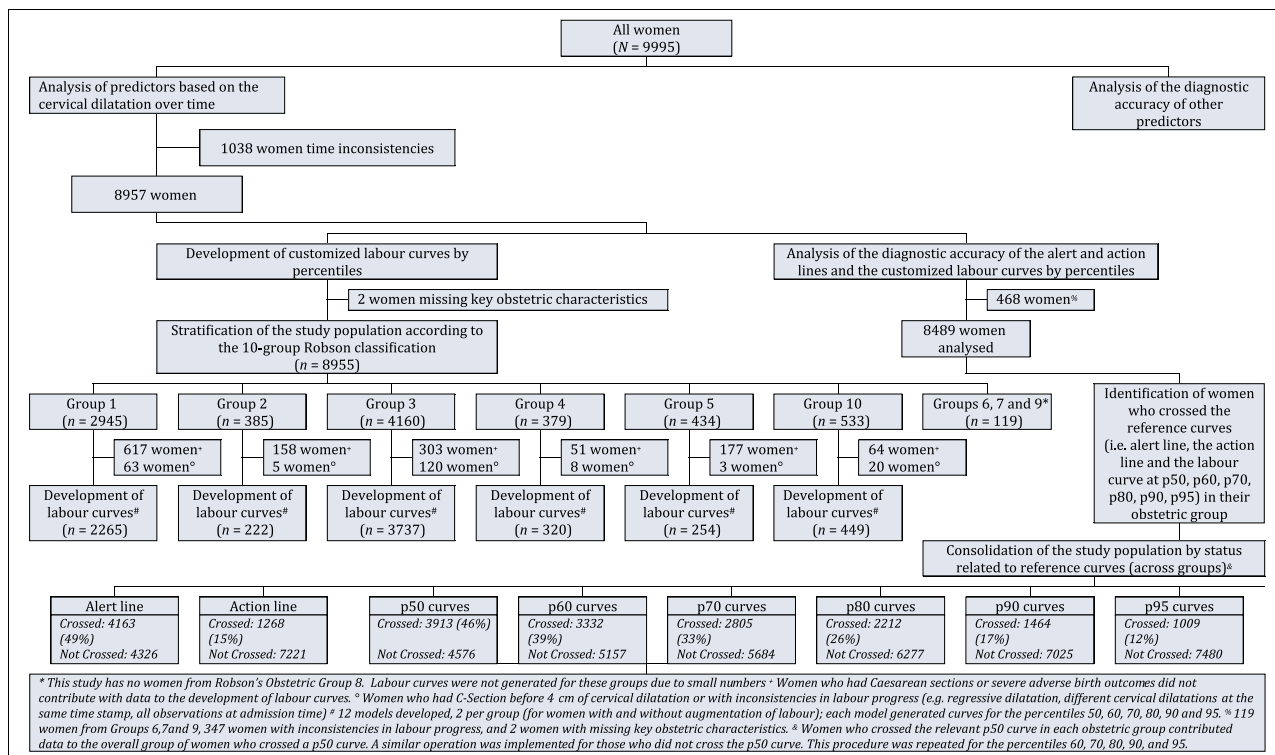 All women
(N = 9995)
Analysis of predictors based on the
cervical dilatation over time
Analysis of the diagnostic
accuracy of other
predictors
1038 women time inconsistencies
8957 women
Development of customized labour curves by
percentiles
Analysis of the diagnostic accuracy of the alert and action
lines and the customized labour curves by percentiles
2 women missing key obstetric characteristics
468 women%
Stratification of the study population according to
the 10-group Robson classification
(n = 8955)
8489 women
analysed
Group 1
(n = 2945)
Group 2
(n = 385)
Group 3
(n = 4160)
Group 4
(n = 379)
Group 5
(n = 434)
Group 10
(n = 533)
Groups 6, 7 and 9*
(n = 119)
Identification of women
who crossed the
reference curves
(i.e. alert line, the action
line and the labour
curve at p50, p60, p70,
p80, p90, p95) in their
obstetric group
617 women+
63 women°
158 women+
5 women°
303 women+
120 women°
51 women+
8 women°
177 women+
3 women°
64 women+
20 women°
Development of
labour curves#
(n = 2265)
Development of
labour curves#
(n = 222)
Development of
labour curves#
(n = 3737)
Development of
labour curves#
(n = 320)
Development of
labour curves#
(n = 254)
Development of
labour curves#
(n = 449)
Consolidation of the study population by status
related to reference curves (across groups)&
Alert line
Crossed: 4163
(49%)
Not Crossed: 4326
Action line
Crossed: 1268
(15%)
Not Crossed: 7221
p50 curves
Crossed: 3913 (46%)
Not Crossed: 4576
p60 curves
Crossed: 3332
(39%)
Not Crossed: 5157
p70 curves
Crossed: 2805
(33%)
Not Crossed: 5684
p80 curves
Crossed: 2212
(26%)
Not Crossed: 6277
p90 curves
Crossed: 1464
(17%)
Not Crossed: 7025
p95 curves
Crossed: 1009
(12%)
Not Crossed: 7480
* This study has no women from Robson's Obstetric Group 8. Labour curves were not generated for these groups due to small numbers + Women who had Caesarean sections or severe adverse birth outcomes did not
contribute with data to the development of labour curves. ° Women who had C-Section before 4 cm of cervical dilatation or with inconsistencies in labour progress (e.g. regressive dilatation, different cervical dilatations at the
same time stamp, all observations at admission time) # 12 models developed, 2 per group (for women with and without augmentation of labour); each model generated curves for the percentiles 50, 60, 70, 80, 90 and 95. % 119
women from Groups 6,7and 9, 347 women with inconsistencies in labour progress, and 2 women with missing key obstetric characteristics. & Women who crossed the relevant p50 curve in each obstetric group contributed
data to the overall group of women who crossed a p50 curve. A similar operation was implemented for those who did not cross the p50 curve. This procedure was repeated for the percentiles 60, 70, 80, 90, and 95.